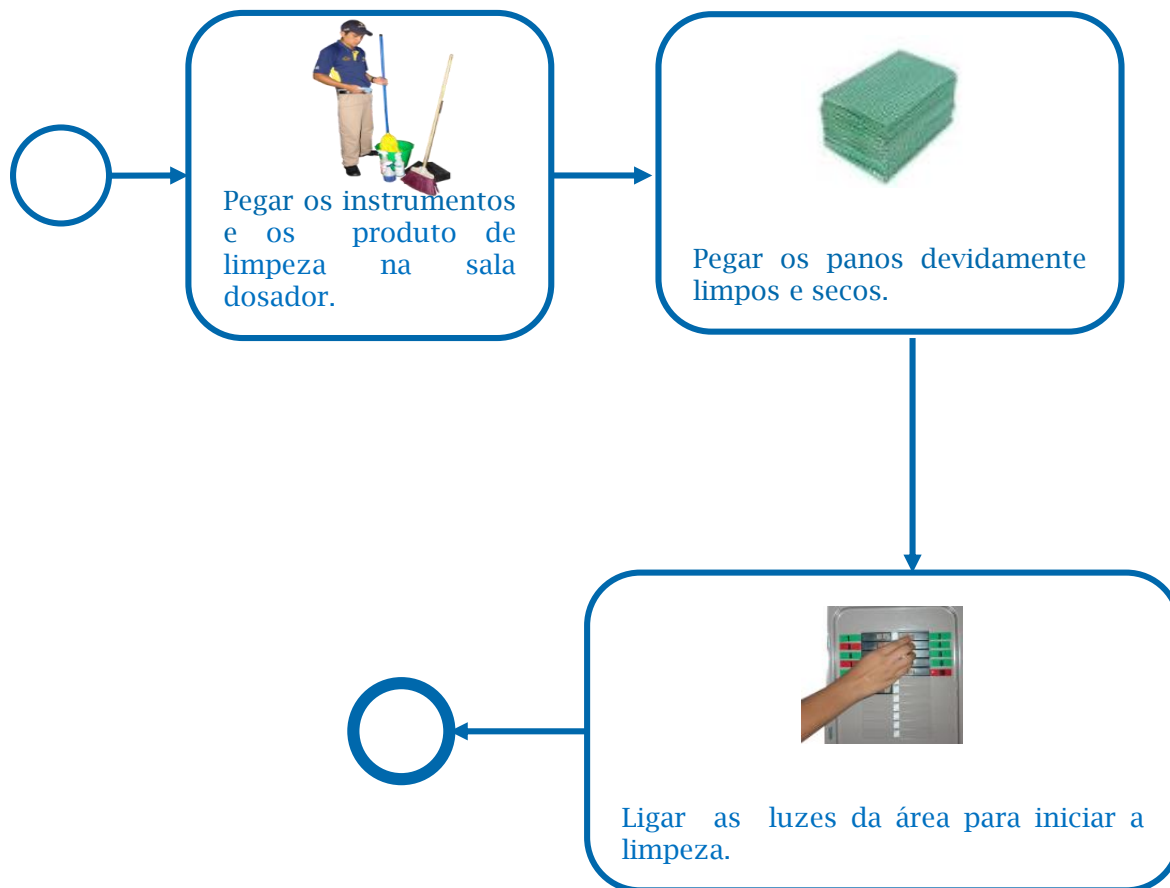 Pegar os instrumentos
e os produto de
limpeza na sala
dosador.
Pegar os panos devidamente
limpos e secos.
Ligar as luzes da área para iniciar a
limpeza.